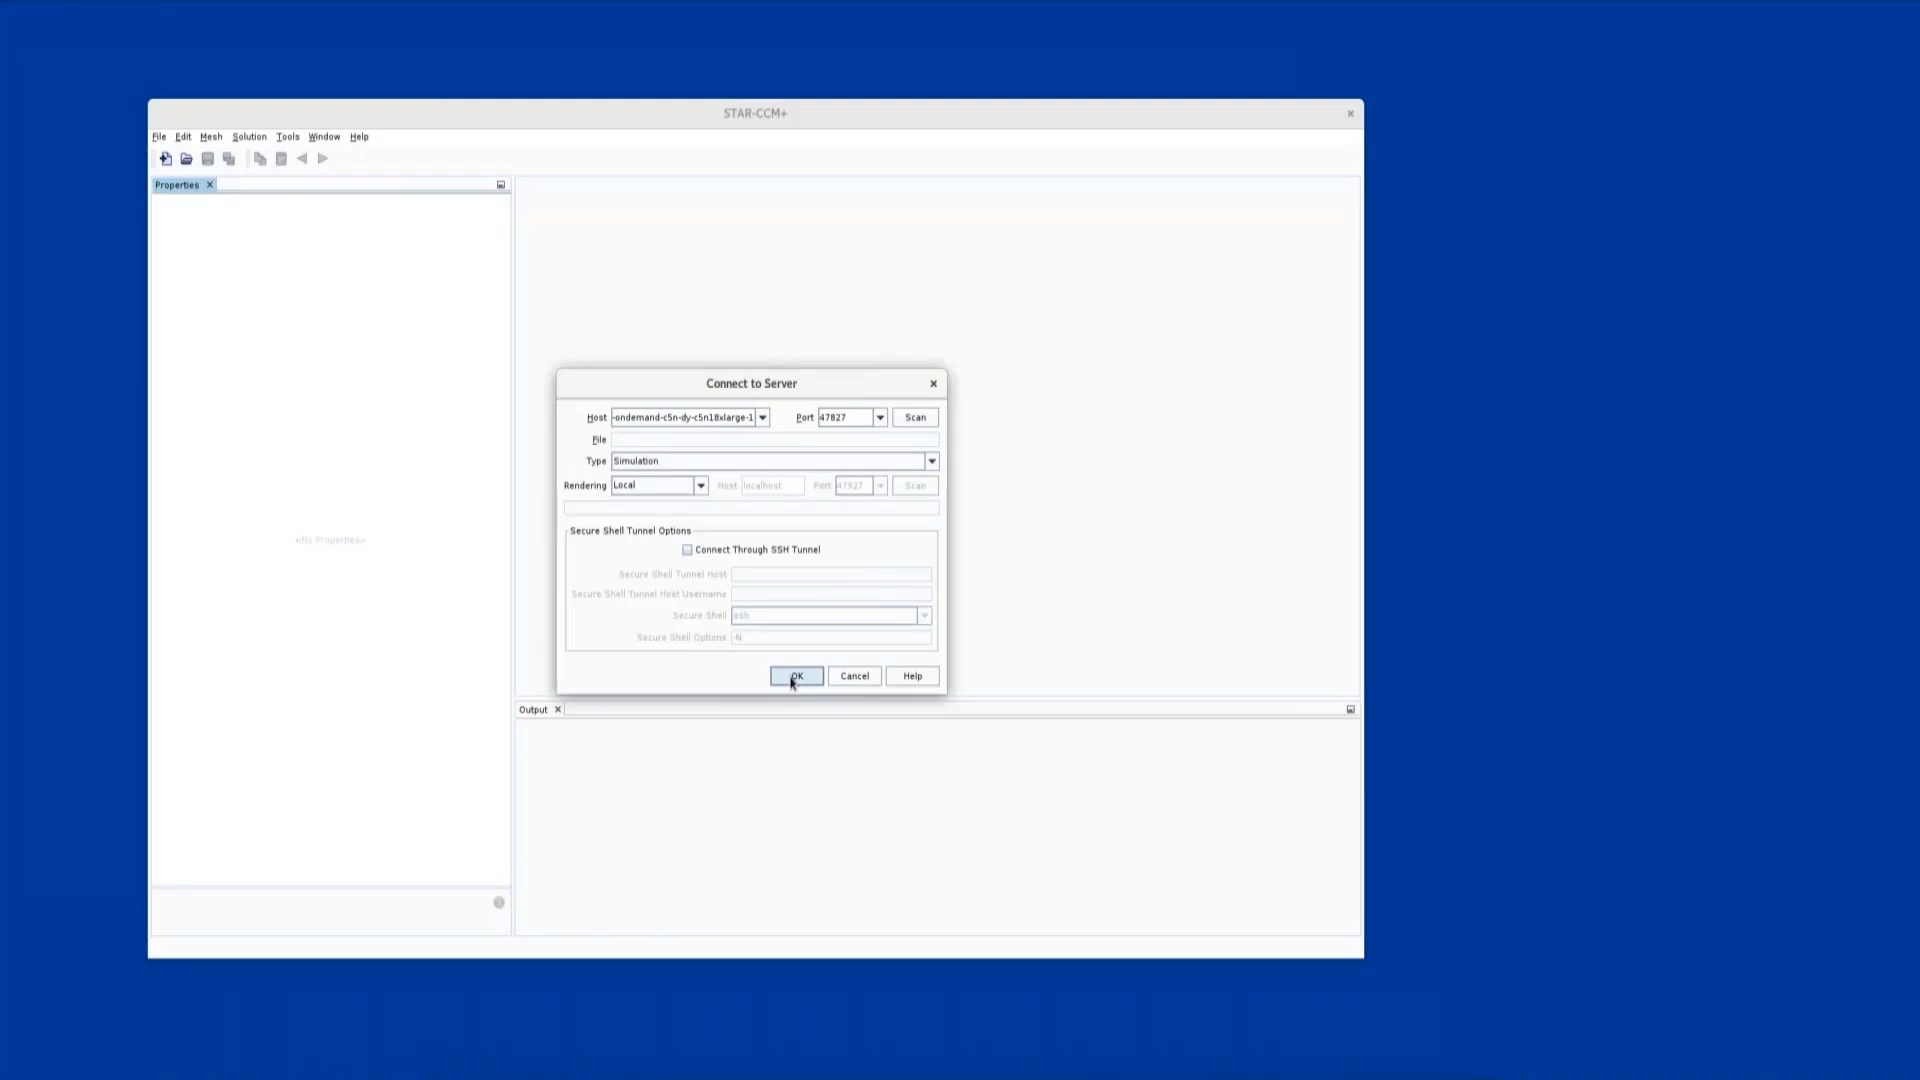 STAR-CCM+
File Edit Mesh Solution Tools Window Help
Properties
<No Properties>
Connect to Server
Host -ondemand-c5n-dy-c5n18xlarge-1 Port 47827 Scan
File
Type Simulation
Rendering Local Host localhost Port 47927 Scan
Secure Shell Tunnel Options
Connect Through SSH Tunnel
Secure Shell Tunnel Host
Secure Shell Tunnel Host Username
Secure Shell ssh
Secure Shell Options -N
OK Cancel Help
Output